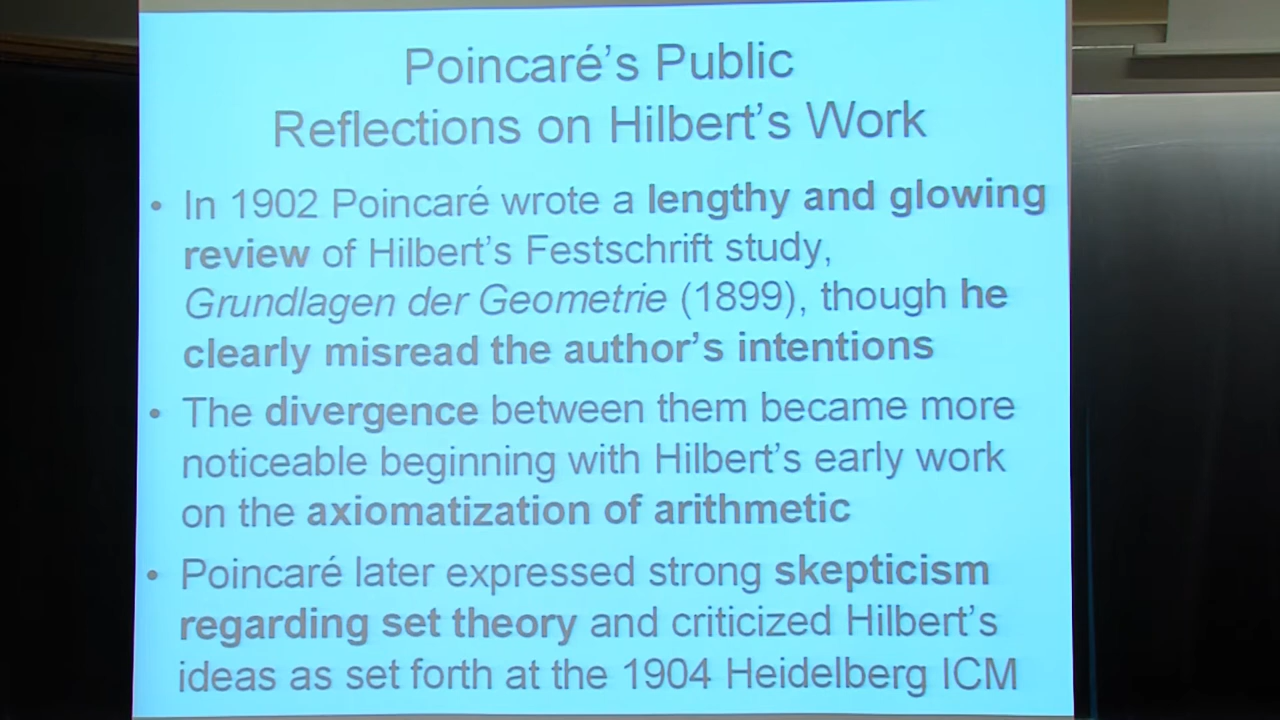 Poincaré's Public
Reflections on Hilbert's Work
• In 1902 Poincaré wrote a lengthy and glowing
review of Hilbert's Festschrift study,
Grundlagen der Geometrie (1899), though he
clearly misread the author's intentions
• The divergence between them became more
noticeable beginning with Hilbert's early work
on the axiomatization of arithmetic
• Poincaré later expressed strong skepticism
regarding set theory and criticized Hilbert's
ideas as set forth at the 1904 Heidelberg ICM